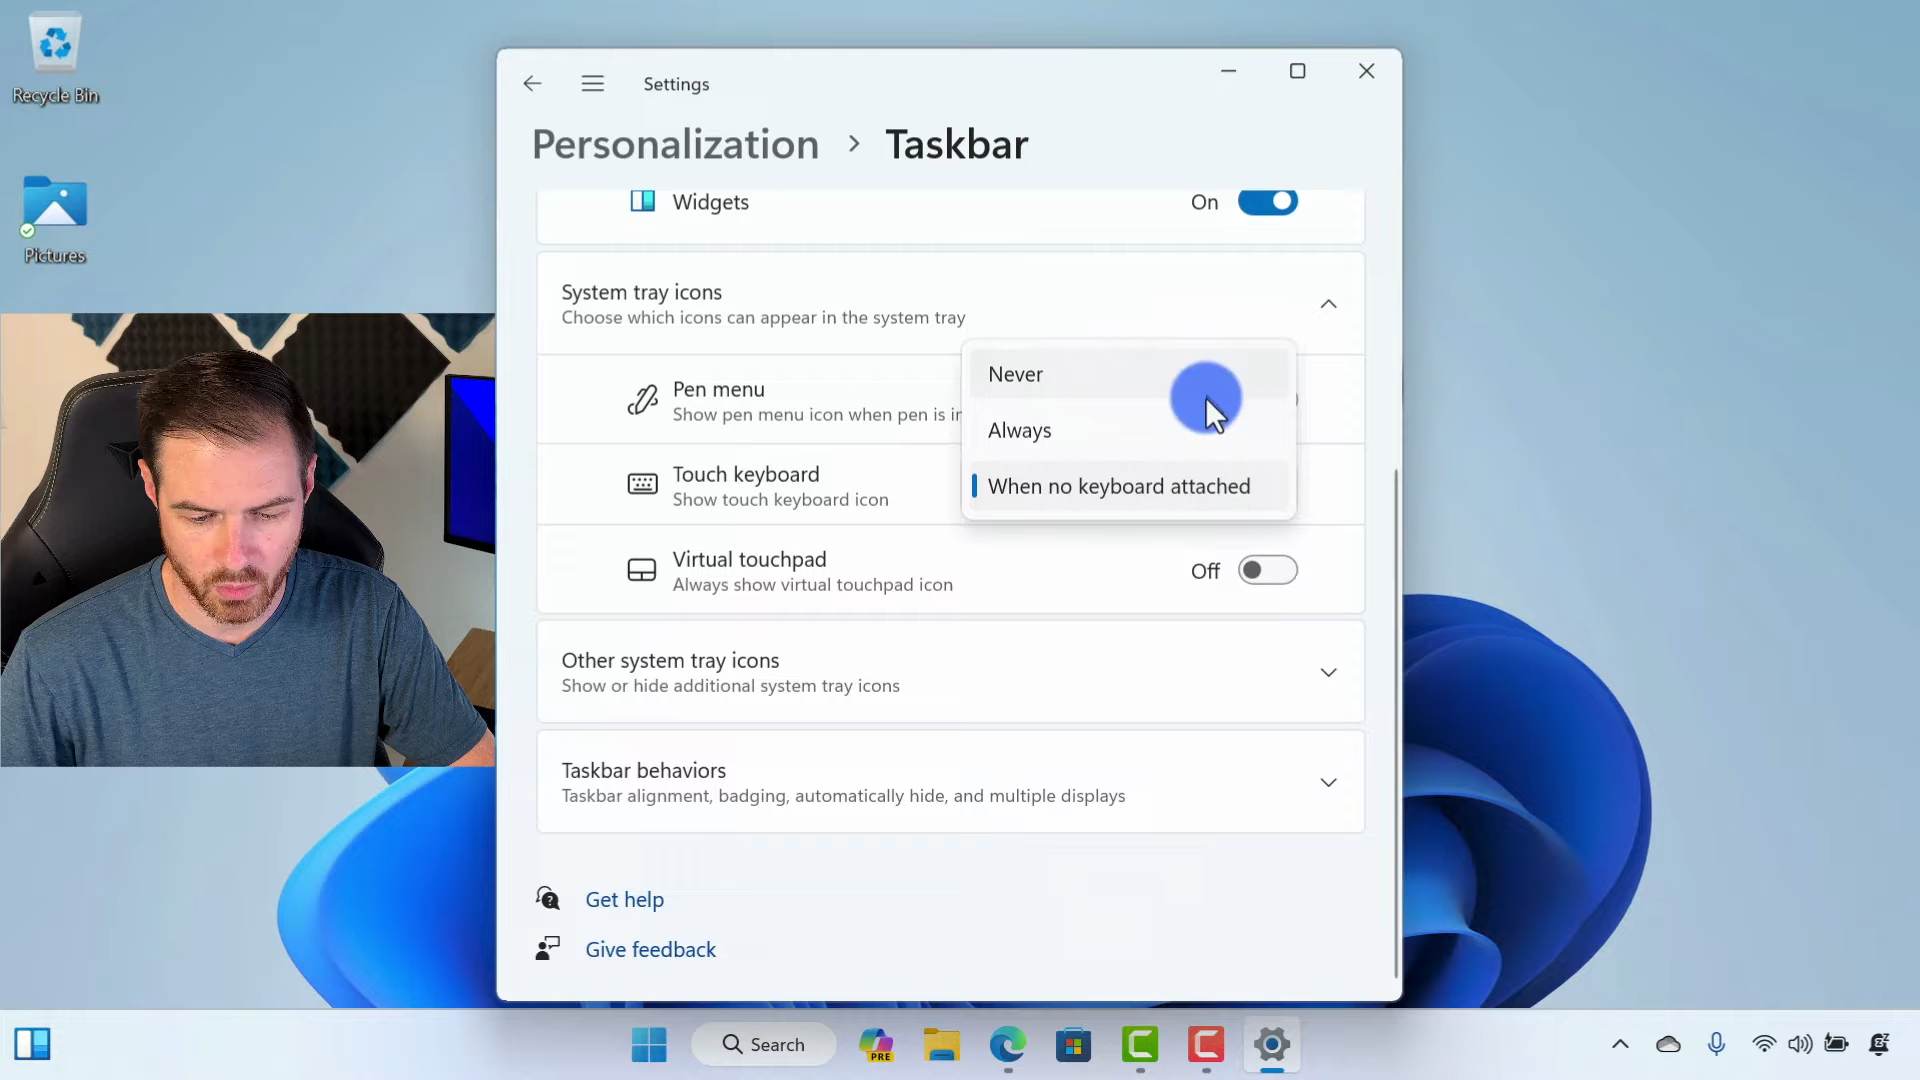 Recycle Bin
Pictures
Settings
Personalization > Taskbar
Widgets
On
System tray icons
Choose which icons can appear in the system tray
Pen menu
Show pen menu icon when pen is in
Never
Always
When no keyboard attached
Touch keyboard
Show touch keyboard icon
Virtual touchpad
Always show virtual touchpad icon
Off
Other system tray icons
Show or hide additional system tray icons
Taskbar behaviors
Taskbar alignment, badging, automatically hide, and multiple displays
Get help
Give feedback
Search
PRE